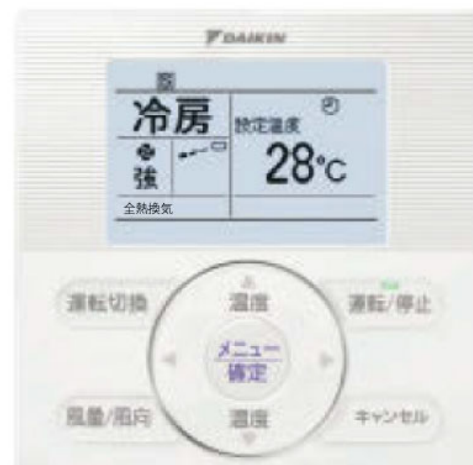 DAIKIN
冷房
設定温度
強
28°C
全熱換気
運転切換
温度
運転/停止
メニュー
確定
風量/風向
温度
キャンセル